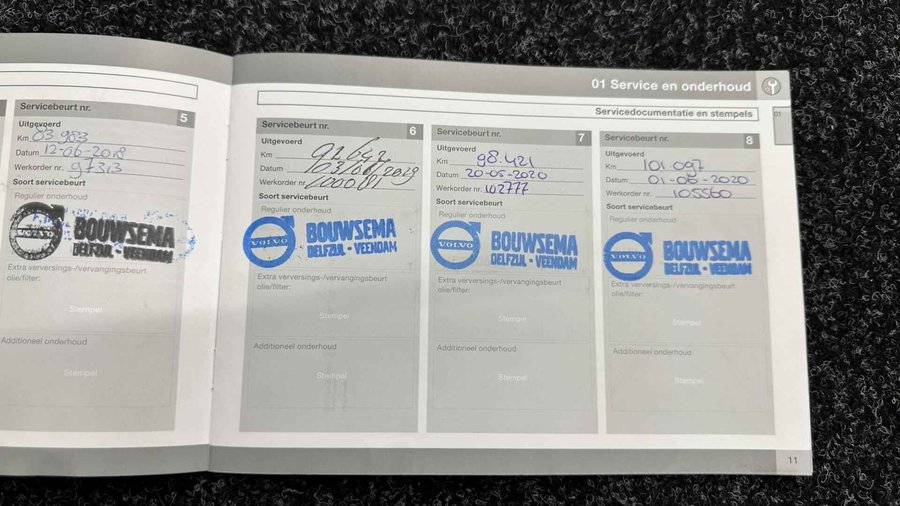 01 Service en onderhoud
01
Servicedocumentatie en stempels
Servicebeurt nr. 5
Uitgevoerd
Km 83.983
Datum 12-06-2018
Werkorder nr. 97313
Soort servicebeurt
Regulier onderhoud
VOLVO BOUWSEMA
DELFZIJL - VEENDAM
Extra verversings-/vervangingsbeurt
olie/filter:
Stempel
Additioneel onderhoud
Stempel
Servicebeurt nr. 6
Uitgevoerd
Km 92.642
Datum
Werkorder nr.
Soort servicebeurt
Regulier onderhoud
VOLVO BOUWSEMA
DELFZIJL - VEENDAM
Extra verversings-/vervangingsbeurt
olie/filter:
Stempel
Additioneel onderhoud
Stempel
Servicebeurt nr. 7
Uitgevoerd
Km 98.421
Datum 20-05-2020
Werkorder nr. 102777
Soort servicebeurt
Regulier onderhoud
VOLVO BOUWSEMA
DELFZIJL - VEENDAM
Extra verversings-/vervangingsbeurt
olie/filter:
Stempel
Additioneel onderhoud
Stempel
Servicebeurt nr. 8
Uitgevoerd
Km 101.097
Datum 01-05-2020
Werkorder nr. 105560
Soort servicebeurt
Regulier onderhoud
VOLVO BOUWSEMA
DELFZIJL - VEENDAM
Extra verversings-/vervangingsbeurt
olie/filter:
Stempel
Additioneel onderhoud
Stempel
11